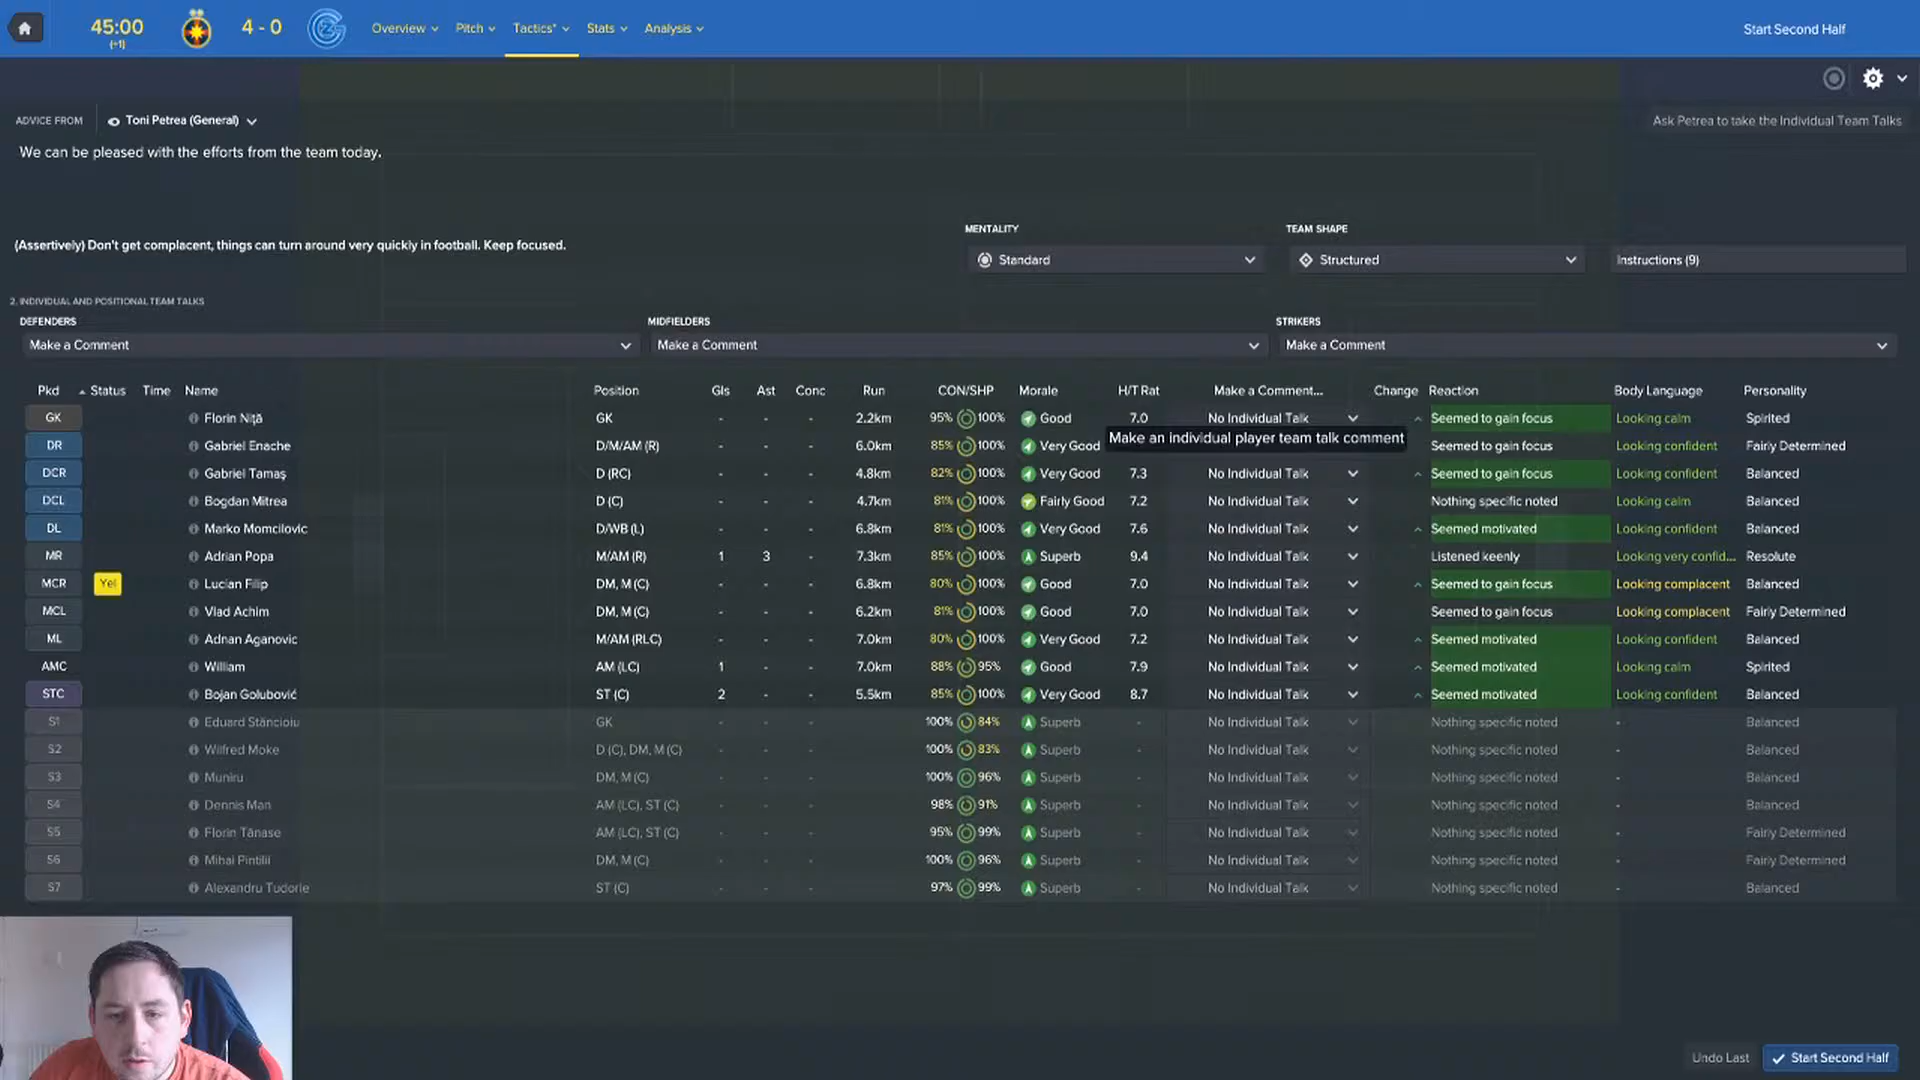 45:00 4 - 0 Overview Pitch Tactics* Stats Analysis Start Second Half
(+1)
ADVICE FROM Toni Petrea (General) Ask Petrea to take the Individual Team Talks
We can be pleased with the efforts from the team today.
MENTALITY TEAM SHAPE
(Assertively) Don't get complacent, things can turn around very quickly in football. Keep focused.
Standard Structured Instructions (9)
2. INDIVIDUAL AND POSITIONAL TEAM TALKS
DEFENDERS MIDFIELDERS STRIKERS
Make a Comment Make a Comment Make a Comment
Pkd Status Time Name Position Gls Ast Conc Run CON/SHP Morale H/T Rat Make a Comment... Change Reaction Body Language Personality
GK Florin Niță GK - - - 2.2km 95% 100% Good 7.0 No Individual Talk Seemed to gain focus Looking calm Spirited
Make an individual player team talk comment
DR Gabriel Enache D/M/AM (R) - - - 6.0km 85% 100% Very Good Seemed to gain focus Looking confident Fairly Determined
DCR Gabriel Tamaş D (RC) - - - 4.8km 82% 100% Very Good 7.3 No Individual Talk Seemed to gain focus Looking confident Balanced
DCL Bogdan Mitrea D (C) - - - 4.7km 81% 100% Fairly Good 7.2 No Individual Talk Nothing specific noted Looking calm Balanced
DL Marko Momcilovic D/WB (L) - - - 6.8km 81% 100% Very Good 7.6 No Individual Talk Seemed motivated Looking confident Balanced
MR Adrian Popa M/AM (R) 1 3 - 7.3km 85% 100% Superb 9.4 No Individual Talk Listened keenly Looking very confid... Resolute
MCR Yel Lucian Filip DM, M (C) - - - 6.8km 80% 100% Good 7.0 No Individual Talk Seemed to gain focus Looking complacent Balanced
MCL Vlad Achim DM, M (C) - - - 6.2km 81% 100% Good 7.0 No Individual Talk Seemed to gain focus Looking complacent Fairly Determined
ML Adnan Aganovic M/AM (RLC) - - - 7.0km 80% 100% Very Good 7.2 No Individual Talk Seemed motivated Looking confident Balanced
AMC William AM (LC) 1 - - 7.0km 88% 95% Good 7.9 No Individual Talk Seemed motivated Looking calm Spirited
STC Bojan Golubović ST (C) 2 - - 5.5km 85% 100% Very Good 8.7 No Individual Talk Seemed motivated Looking confident Balanced
S1 Eduard Stăncioiu GK 100% 84% Superb - No Individual Talk Nothing specific noted - Balanced
S2 Wilfred Moke D (C), DM, M (C) 100% 83% Superb - No Individual Talk Nothing specific noted - Balanced
S3 Muniru DM, M (C) 100% 96% Superb - No Individual Talk Nothing specific noted - Balanced
S4 Dennis Man AM (LC), ST (C) 98% 91% Superb - No Individual Talk Nothing specific noted - Balanced
S5 Florin Tănase AM (LC), ST (C) 95% 99% Superb - No Individual Talk Nothing specific noted - Fairly Determined
S6 Mihai Pintilii DM, M (C) 100% 96% Superb - No Individual Talk Nothing specific noted - Fairly Determined
S7 Alexandru Tudorie ST (C) 97% 99% Superb - No Individual Talk Nothing specific noted - Balanced
Undo Last Start Second Half